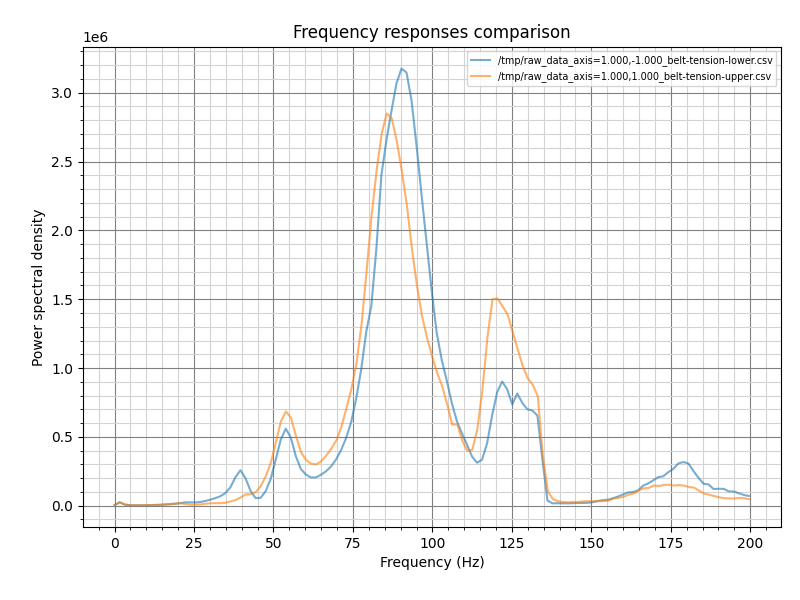 Frequency responses comparison
1e6
/tmp/raw_data_axis=1.000,-1.000_belt-tension-lower.csv
/tmp/raw_data_axis=1.000,1.000_belt-tension-upper.csv
3.0
2.5
2.0
1.5
1.0
0.5
0.0
Power spectral density
0 25 50 75 100 125 150 175 200
Frequency (Hz)